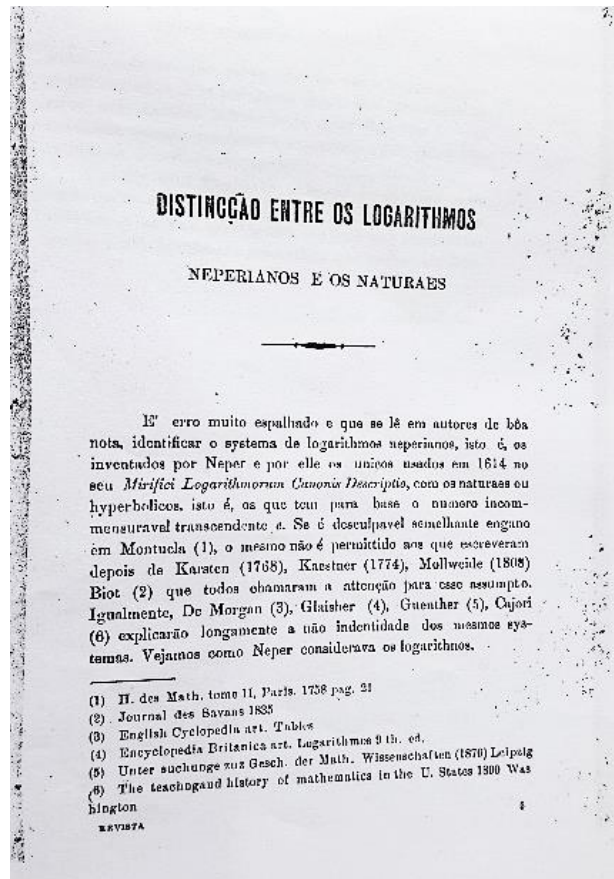 DISTINCÇÃO ENTRE OS LOGARITHMOS
NEPERIANOS E OS NATURAES
E' erro muito espalhado e que se lê em autores de bôa
nota, identificar o systema de logarithmos neperianos, isto é, os
inventados por Neper e por elle os unicos usados em 1614 no
seu Mirifici Logarithmorum Canonis Descriptio, com os naturaes ou
hyperbolicos, isto é, os que tem para base o numero incom-
mensuravel transcendente e. Se é desculpavel semelhante engano
em Montucla (1), o mesmo não é permittido aos que escreveram
depois de Karsten (1768), Kaestner (1774), Mollweide (1808)
Biot (2) que todos chamaram a attenção para esse assumpto.
Igualmente, De Morgan (3), Glaisher (4), Guenther (5), Cajori
(6) explicarão longamente a não indentidade dos mesmos sys-
temas. Vejamos como Neper considerava os logarithnos.
(1) H. des Math. tomo II, Paris. 1758 pag. 21
(2) Journal des Savans 1835
(3) English Cyclopedia art. Tables
(4) Encyclopedia Britanica art. Logarithmes 9 th. ed.
(5) Unter suchunge zuz Gesch. der Math. Wissenschaften (1876) Leipzig
(6) The teachngand history of mathematics in the U. States 1890 Was
hington
REVISTA